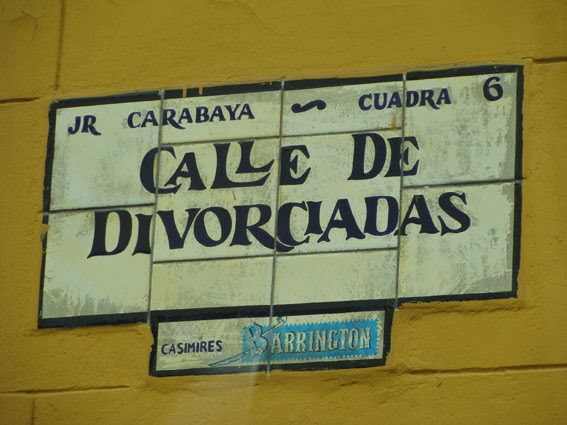 JR CARABAYA ~ CUADRA 6
CALLE DE
DIVORCIADAS
CASIMIRES BARRINGTON